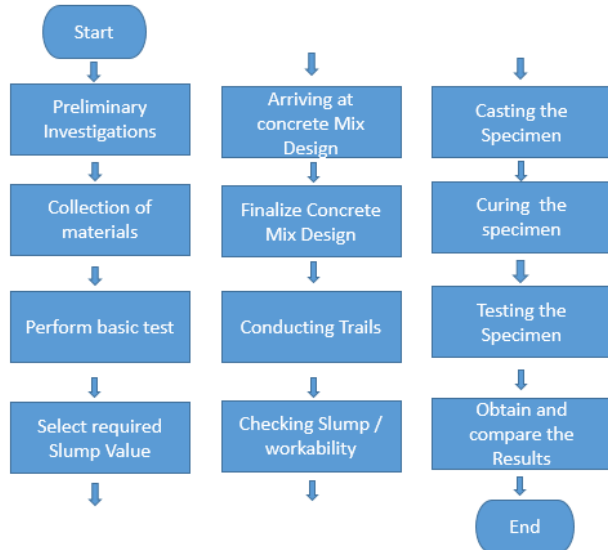 Start
Preliminary
Investigations
Collection of
materials
Perform basic test
Select required
Slump Value
Arriving at
concrete Mix
Design
Finalize Concrete
Mix Design
Conducting Trails
Checking Slump /
workability
Casting the
Specimen
Curing the
specimen
Testing the
Specimen
Obtain and
compare the
Results
End